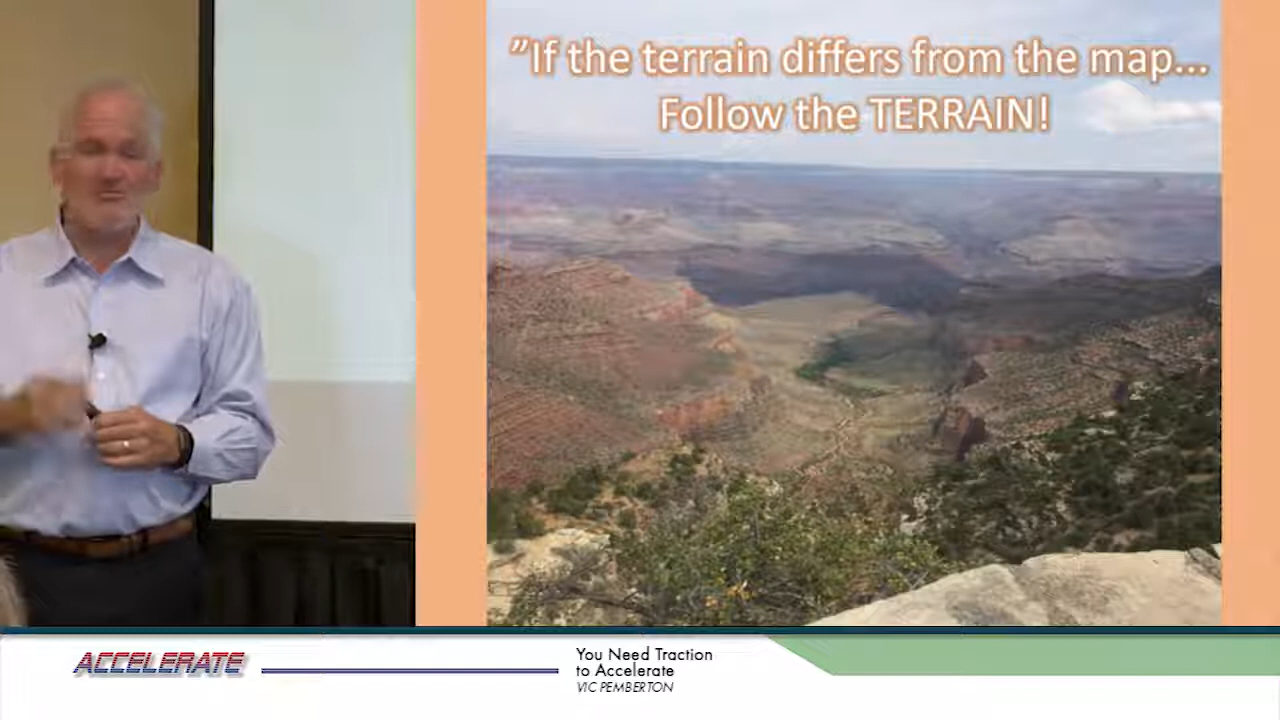 ”If the terrain differs from the map...
Follow the TERRAIN!
ACCELERATE
You Need Traction
to Accelerate
VIC PEMBERTON